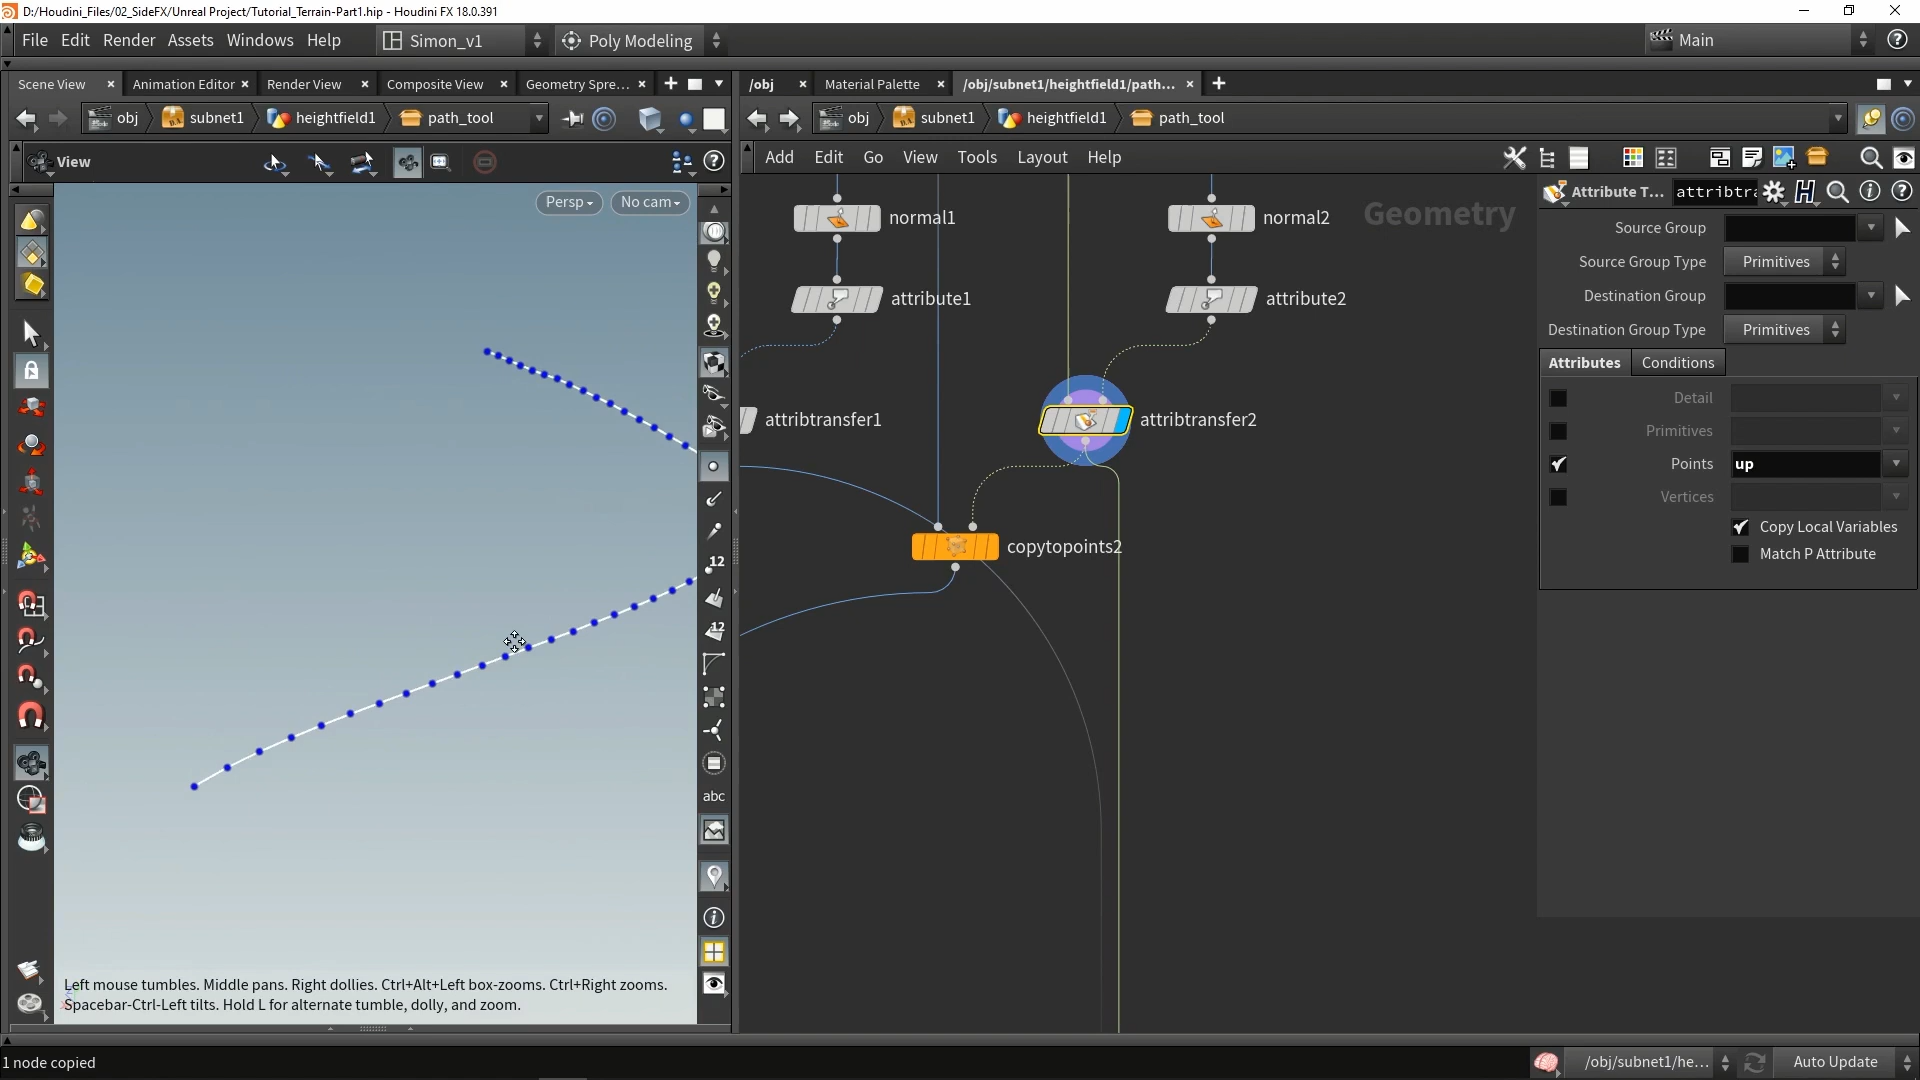 D:/Houdini_Files/02_SideFX/Unreal Project/Tutorial_Terrain-Part1.hip - Houdini FX 18.0.391
File Edit Render Assets Windows Help
Simon_v1
Poly Modeling
Main
Scene View
Animation Editor
Render View
Composite View
Geometry Spre...
/obj
Material Palette
/obj/subnet1/heightfield1/path...
obj
subnet1
heightfield1
path_tool
obj
subnet1
heightfield1
path_tool
View
Add Edit Go View Tools Layout Help
Persp
No cam
Geometry
normal1
attribute1
attribtransfer1
normal2
attribute2
attribtransfer2
copytopoints2
12
12
abc
Attribute T...
attribtra
Source Group
Source Group Type Primitives
Destination Group
Destination Group Type Primitives
Attributes
Conditions
Detail
Primitives
Points up
Vertices
Copy Local Variables
Match P Attribute
Left mouse tumbles. Middle pans. Right dollies. Ctrl+Alt+Left box-zooms. Ctrl+Right zooms.
Spacebar-Ctrl-Left tilts. Hold L for alternate tumble, dolly, and zoom.
1 node copied
/obj/subnet1/he...
Auto Update